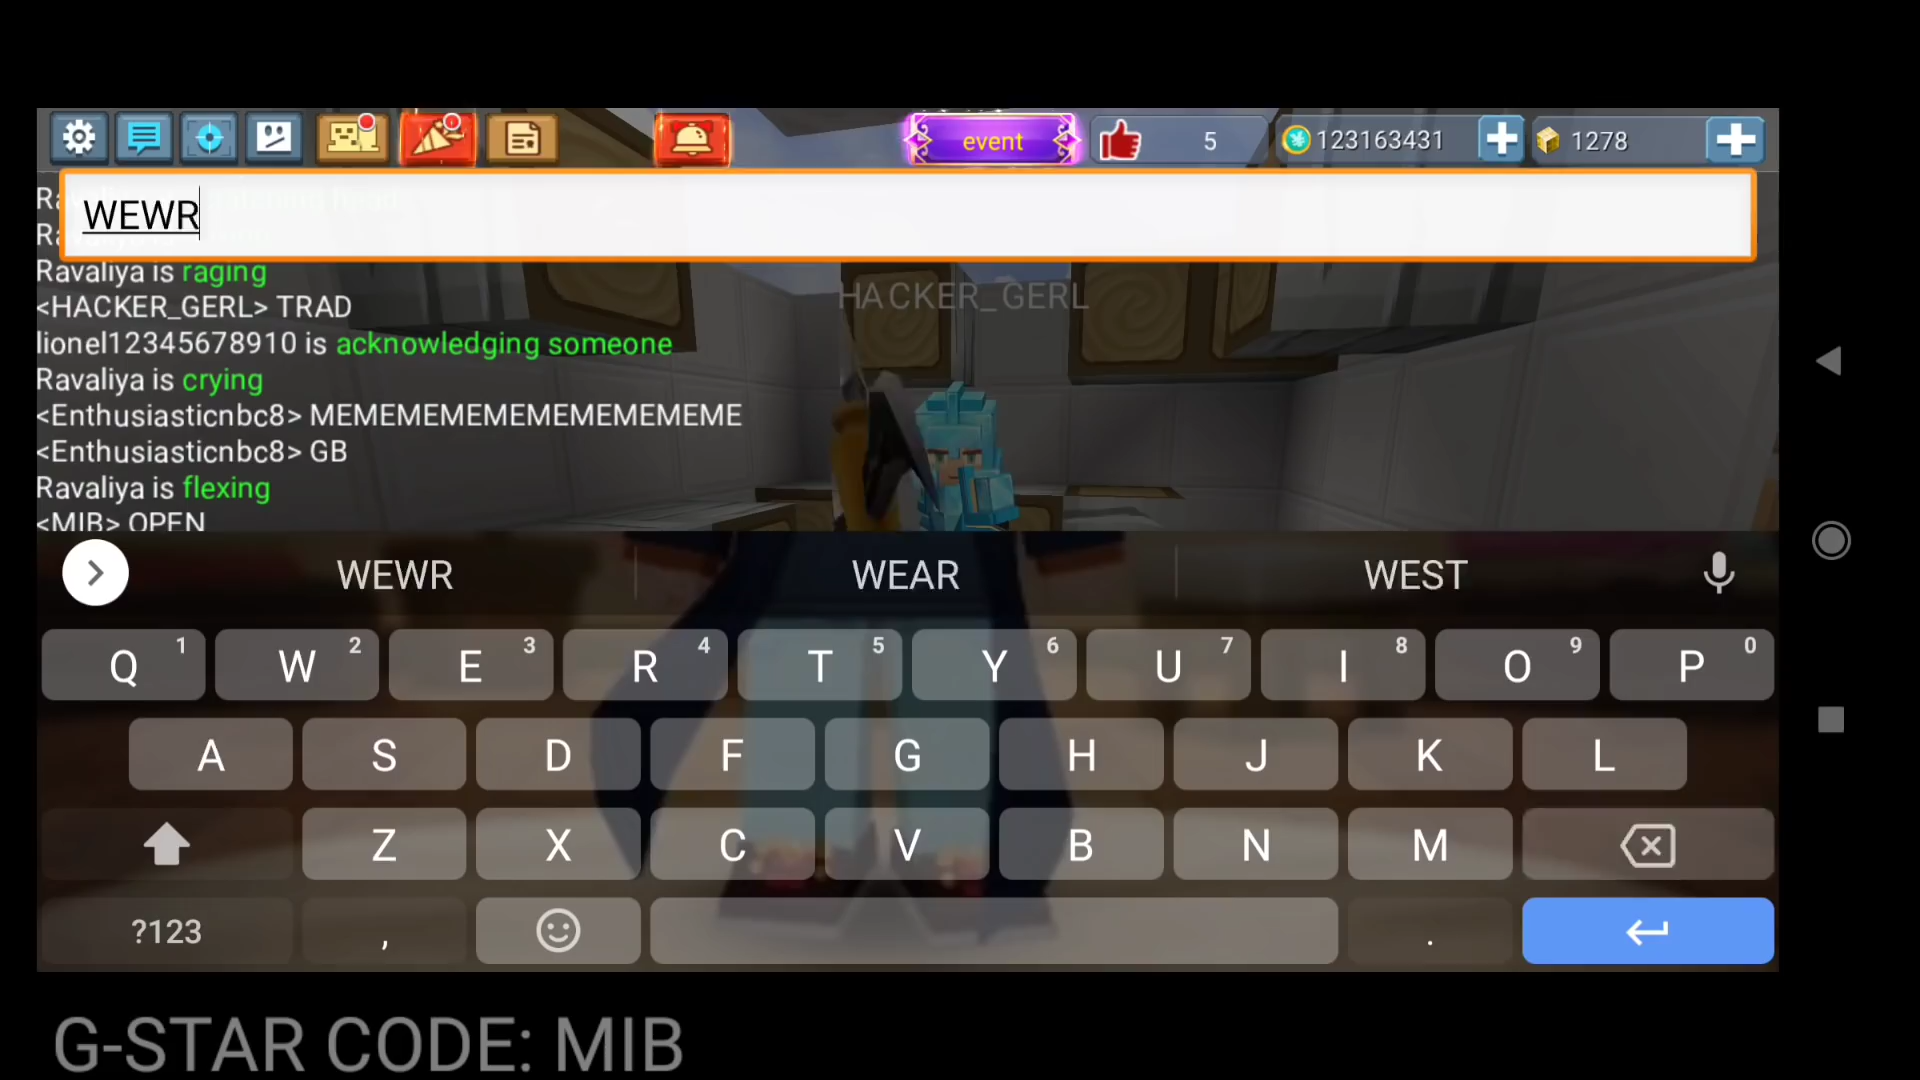 event
5
123163431
1278
WEWR
Ravaliya is raging
<HACKER_GERL> TRAD
lionel12345678910 is acknowledging someone
Ravaliya is crying
<Enthusiasticnbc8> MEMEMEMEMEMEMEMEMEME
<Enthusiasticnbc8> GB
Ravaliya is flexing
<MIB> OPEN
HACKER_GERL
WEWR WEAR WEST
Q 1 W 2 E 3 R 4 T 5 Y 6 U 7 I 8 O 9 P 0
A S D F G H J K L
Z X C V B N M
?123 , .
G-STAR CODE: MIB